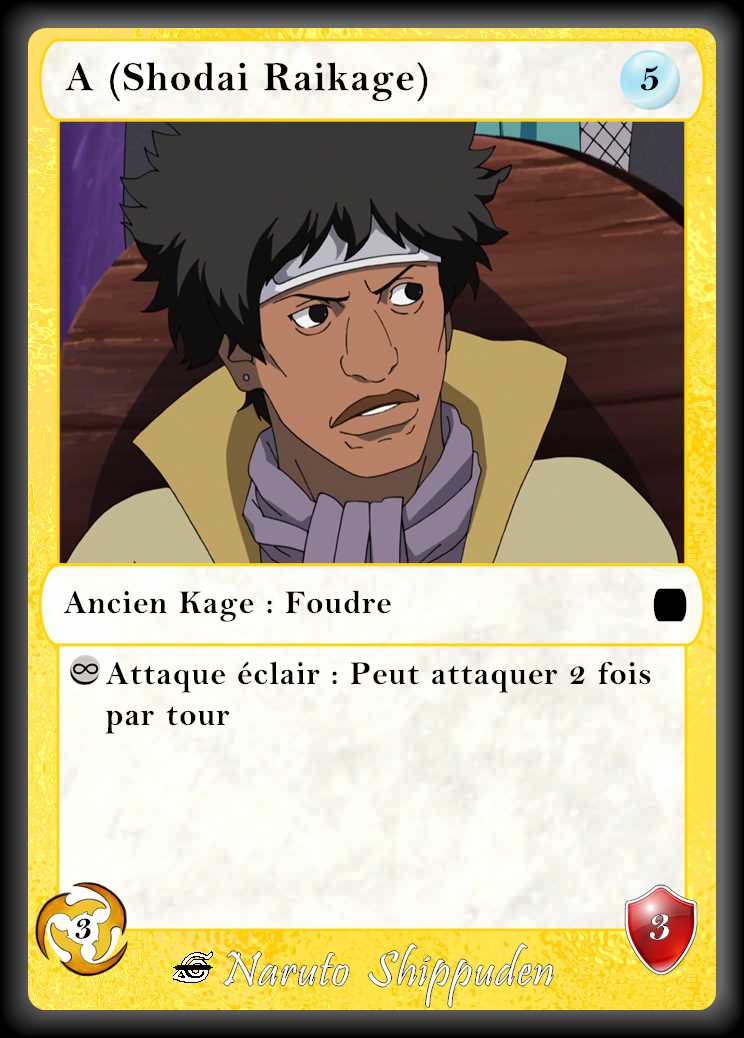 A (Shodai Raikage)
5
Ancien Kage : Foudre
Attaque éclair : Peut attaquer 2 fois
par tour
3
3
Naruto Shippuden